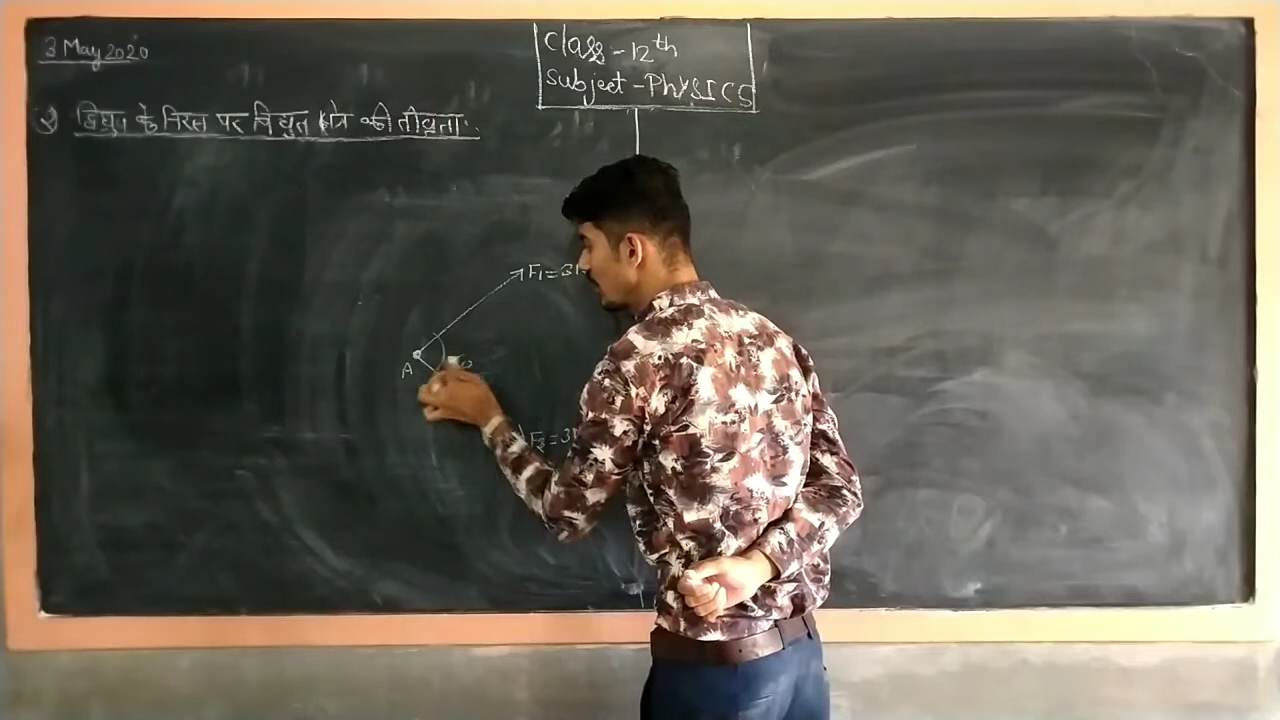 3 May 2020
Class - 12th
Subject - PhYSICS
के निरक्ष पर विद्युत क्षेत्र की तीव्रता :.
F₁ = 3
A
F₂ = 3